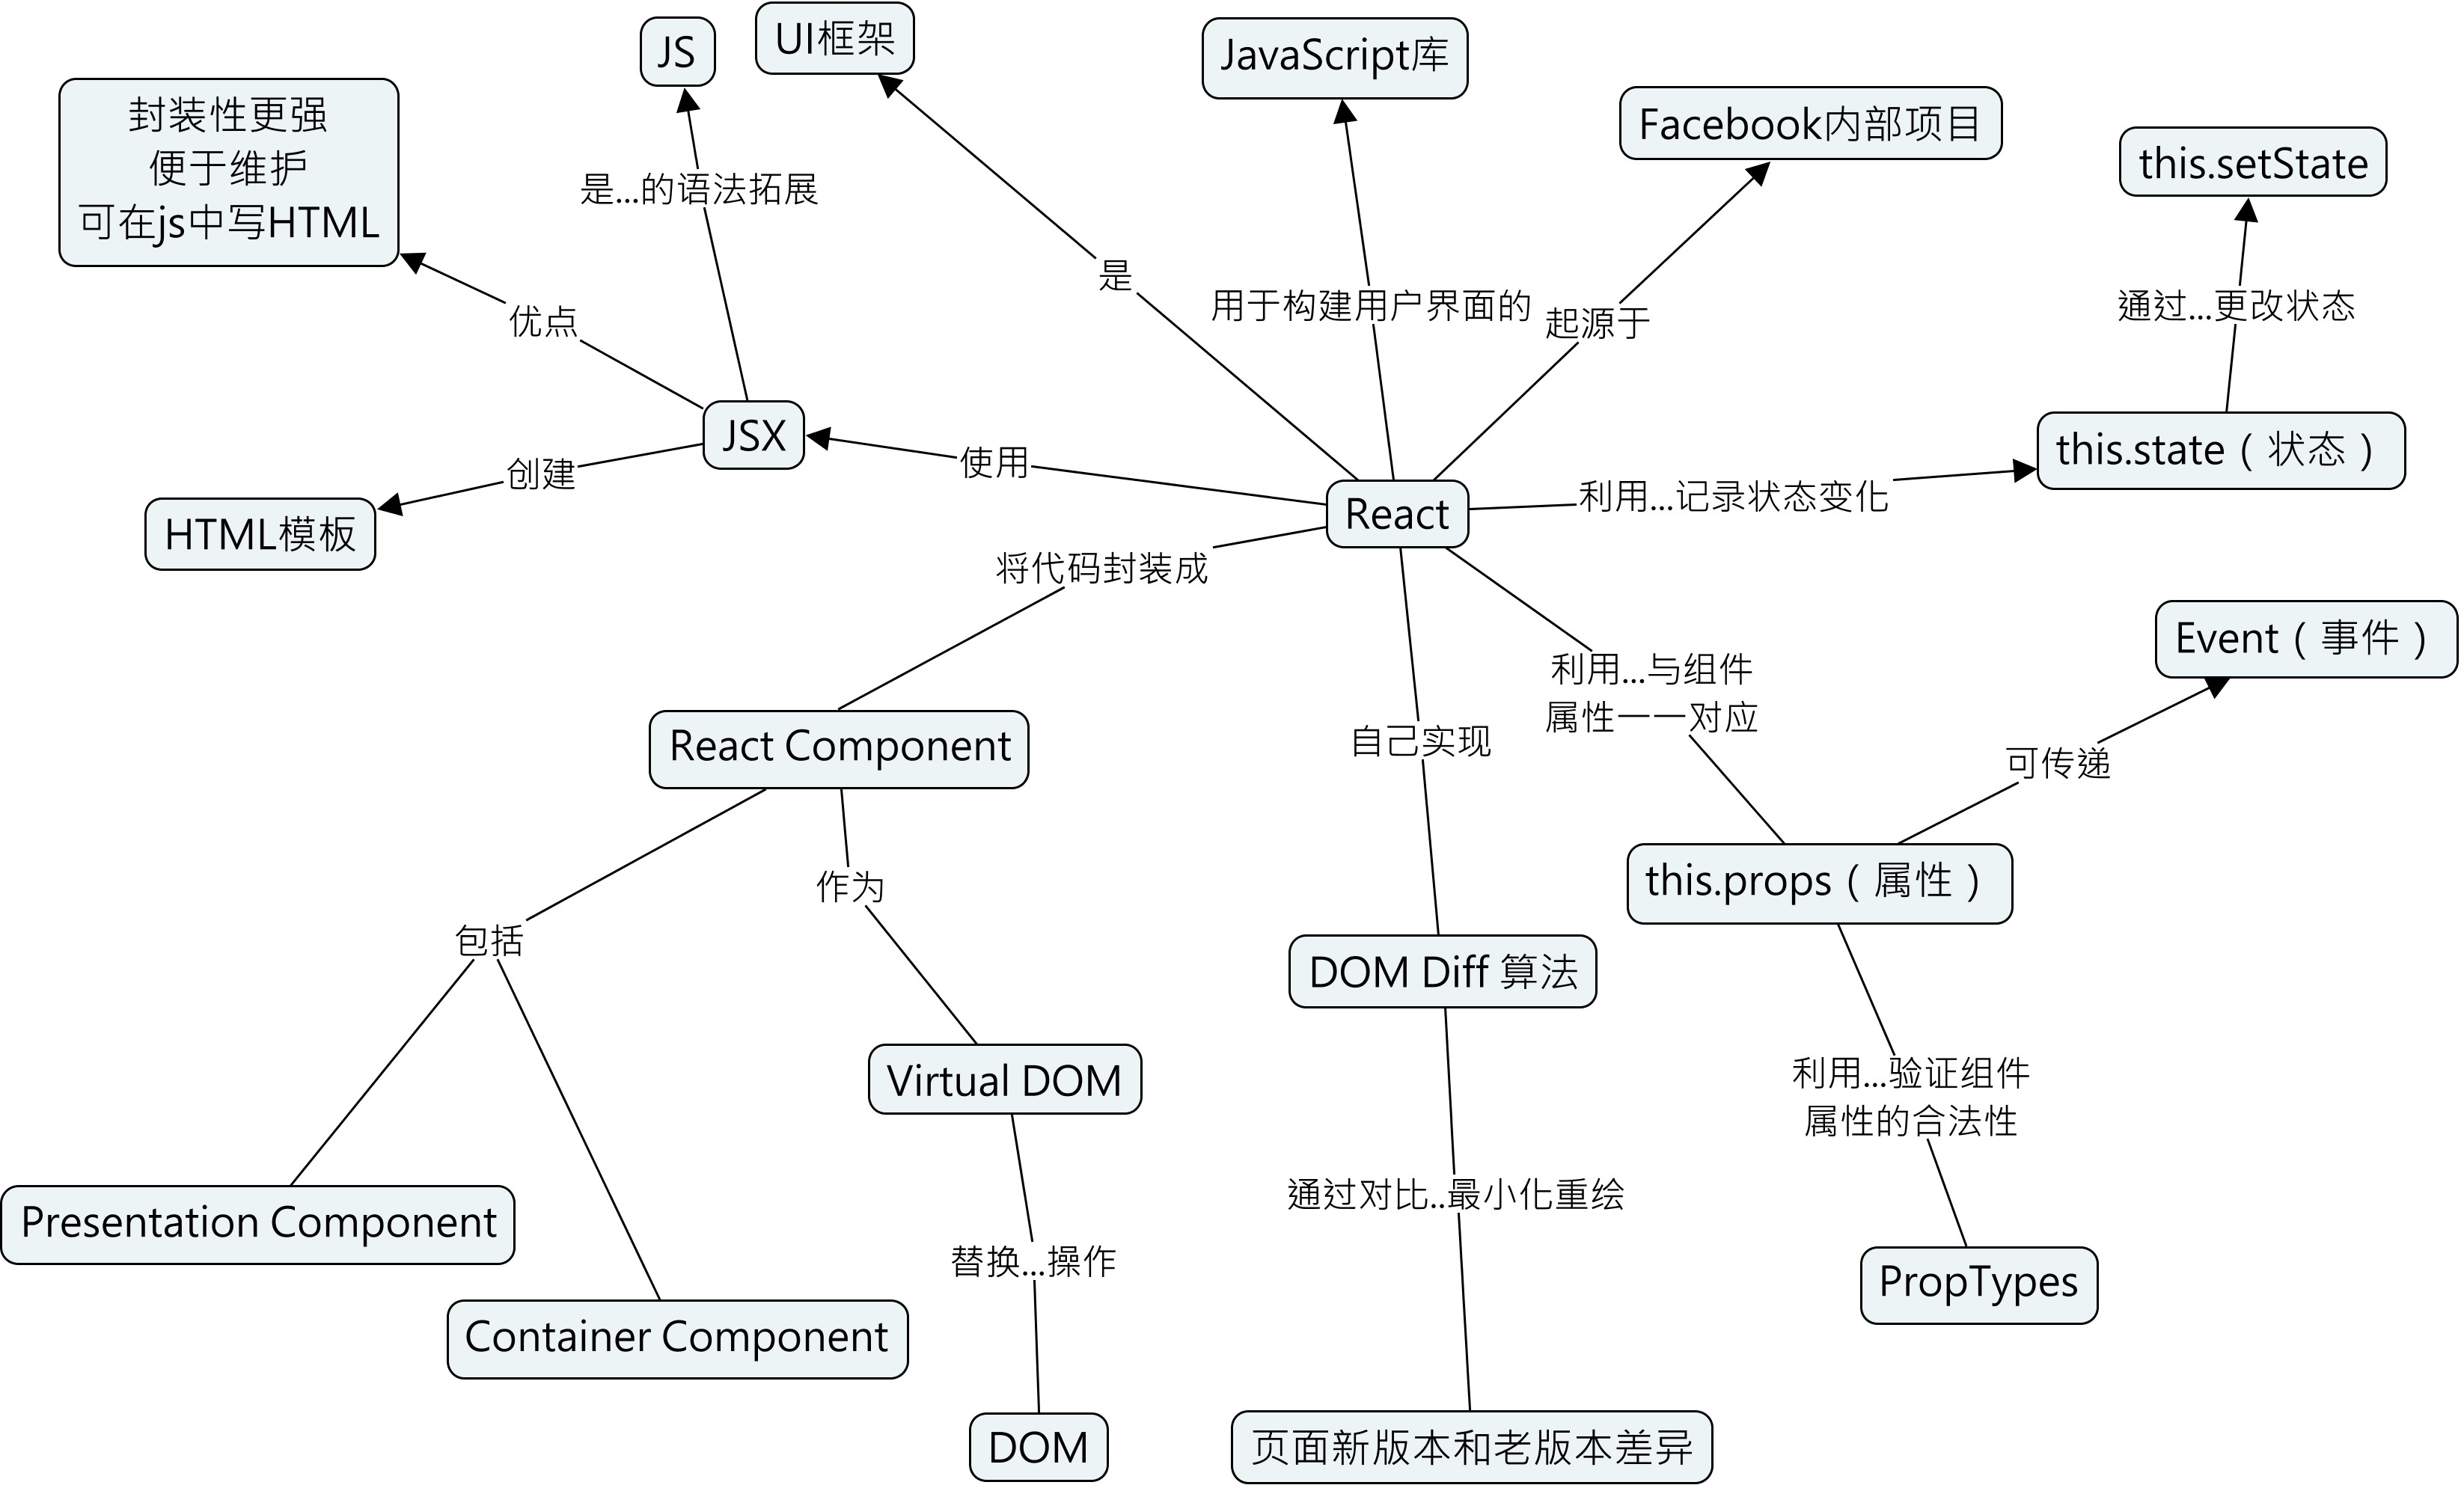 JS
UI框架
JavaScript库
封装性更强
便于维护
可在js中写HTML
Facebook内部项目
this.setState
是...的语法拓展
是
用于构建用户界面的
起源于
通过...更改状态
优点
JSX
使用
创建
HTML模板
React
利用...记录状态变化
this.state（状态）
将代码封装成
Event（事件）
利用...与组件
属性一一对应
React Component
自己实现
可传递
作为
this.props（属性）
包括
DOM Diff 算法
Virtual DOM
利用...验证组件
属性的合法性
通过对比..最小化重绘
Presentation Component
替换...操作
PropTypes
Container Component
DOM
页面新版本和老版本差异